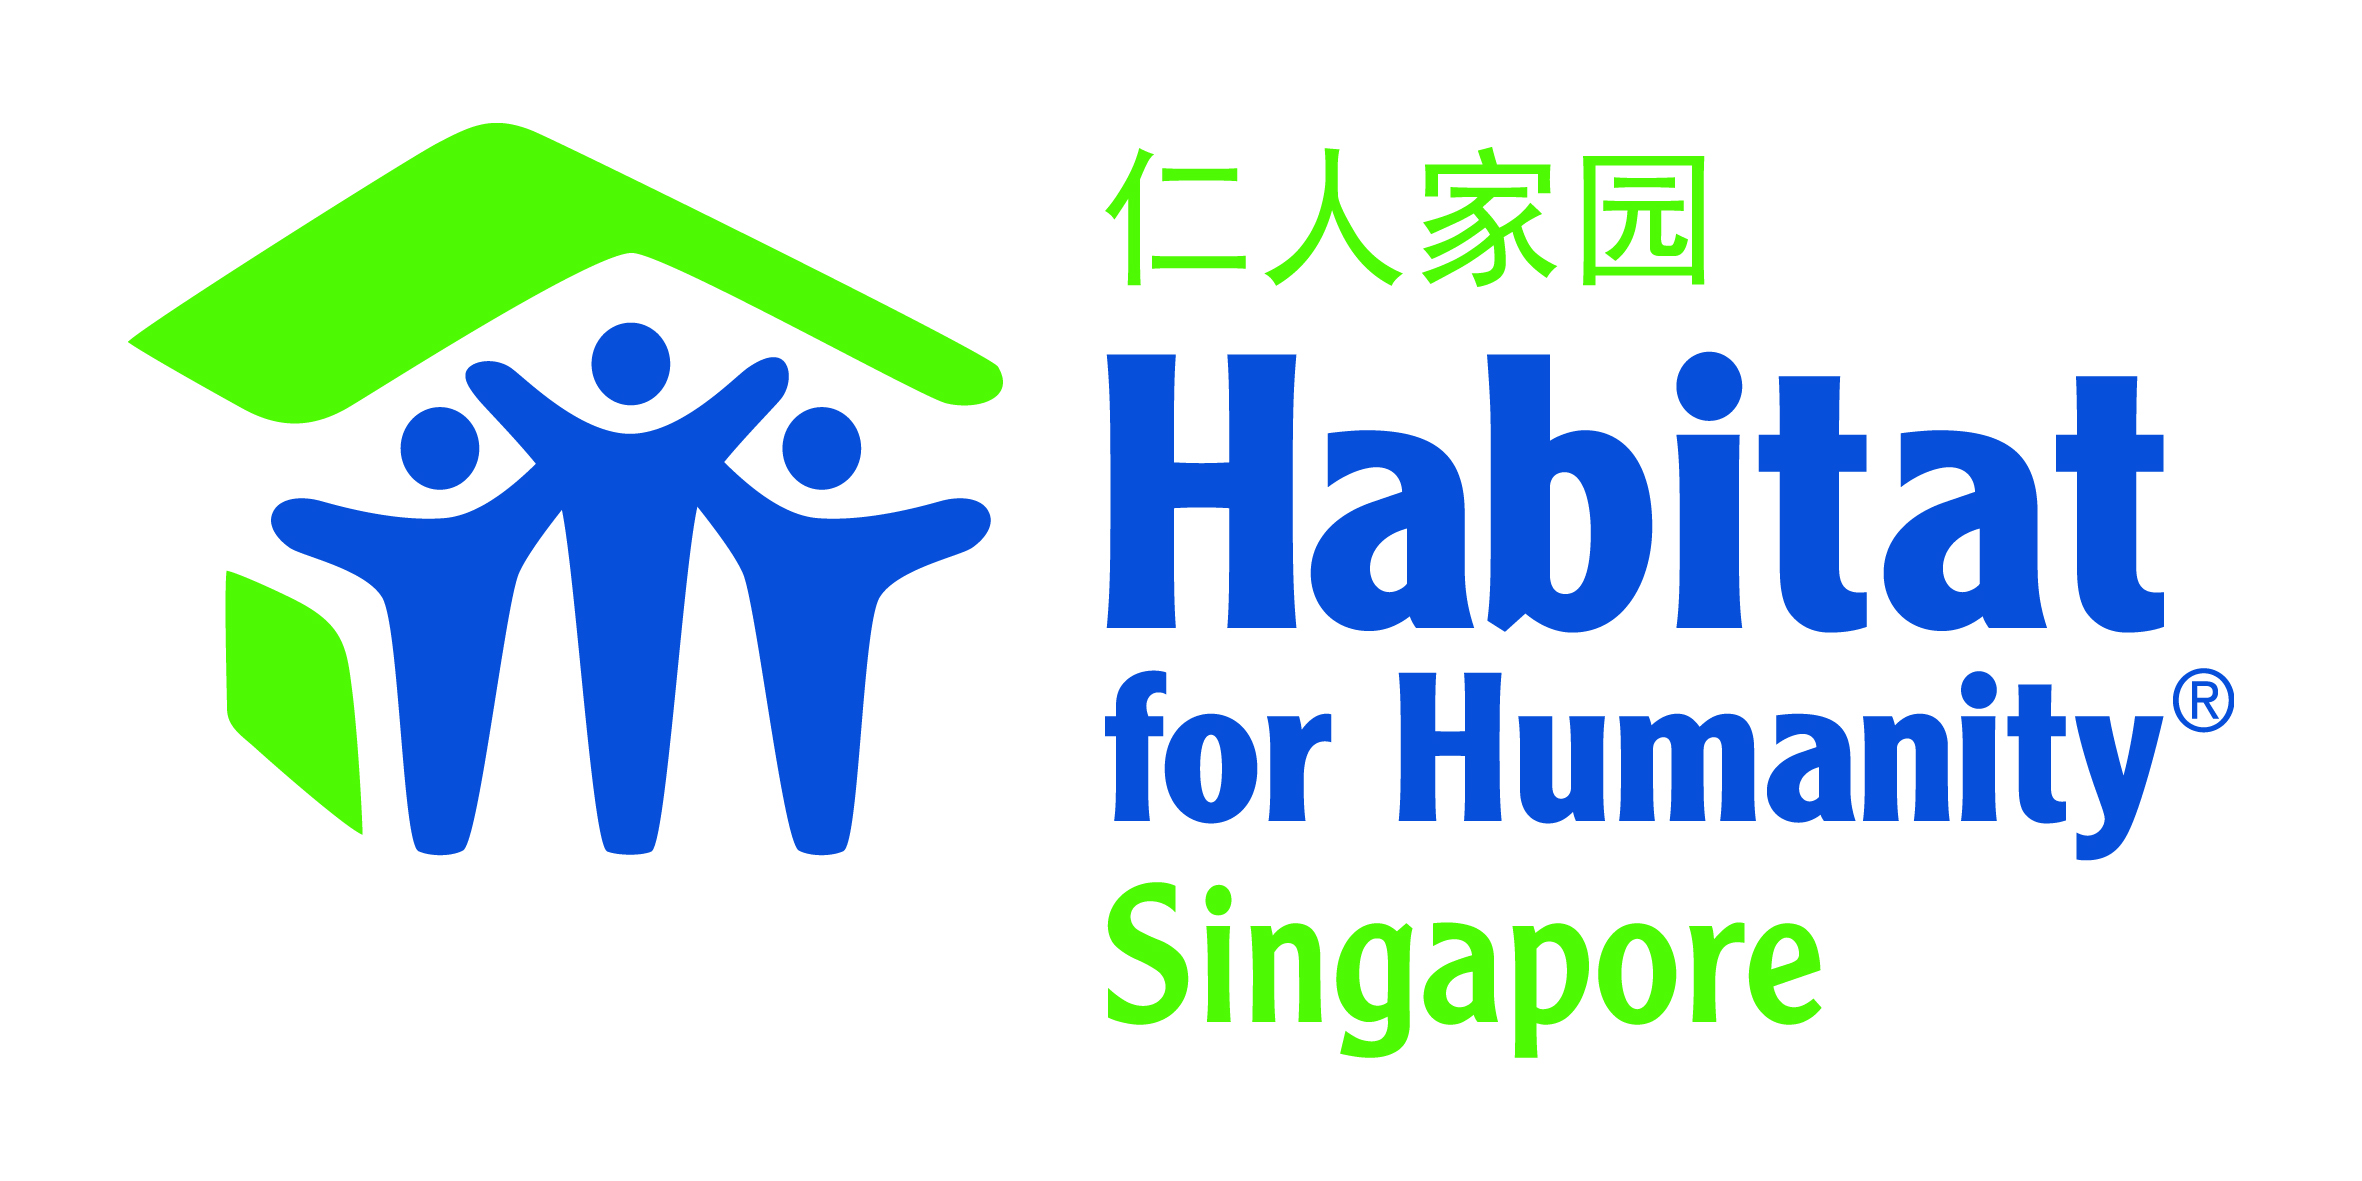 仁人家园
Habitat
for Humanity®
Singapore